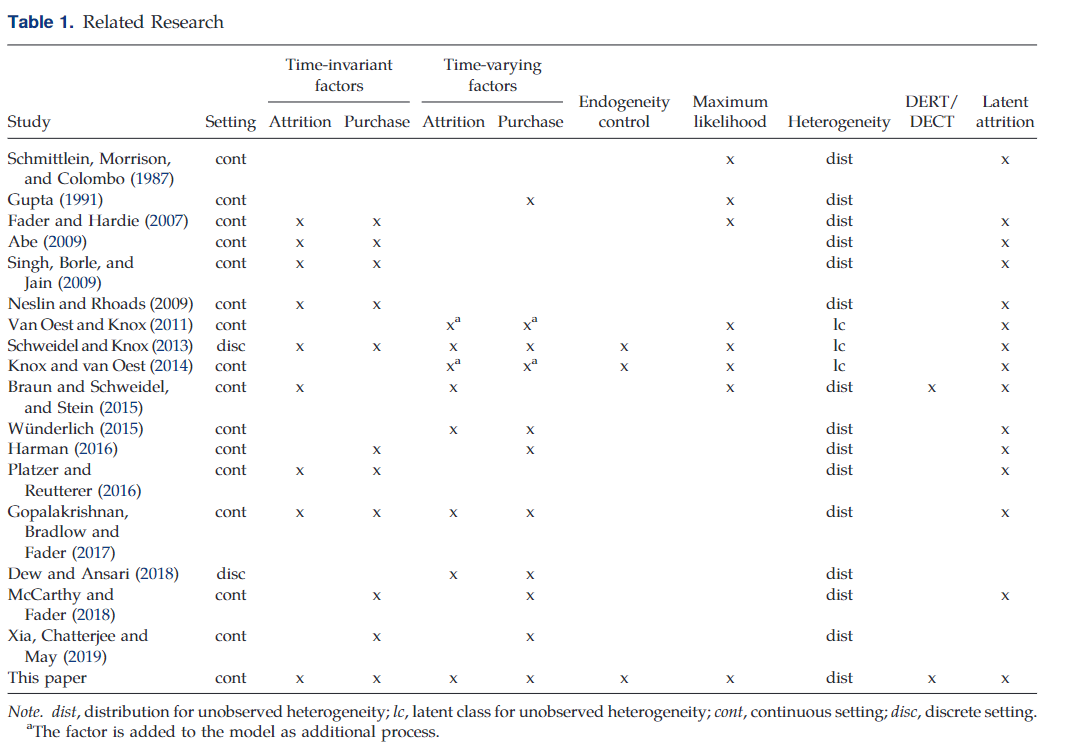 Table 1. Related Research
Time-invariant factors Time-varying factors
Study Setting Attrition Purchase Attrition Purchase Endogeneity control Maximum likelihood Heterogeneity DERT/DECT Latent attrition
Schmittlein, Morrison, cont x dist x
and Colombo (1987)
Gupta (1991) cont x x dist
Fader and Hardie (2007) cont x x x dist x
Abe (2009) cont x x dist x
Singh, Borle, and cont x x dist x
Jain (2009)
Neslin and Rhoads (2009) cont x x dist x
Van Oest and Knox (2011) cont xa xa x lc x
Schweidel and Knox (2013) disc x x x x x x lc x
Knox and van Oest (2014) cont xa xa x x lc x
Braun and Schweidel, cont x x x dist x x
and Stein (2015)
Wünderlich (2015) cont x x dist x
Harman (2016) cont x x dist x
Platzer and cont x x dist x
Reutterer (2016)
Gopalakrishnan, cont x x x x dist x
Bradlow and
Fader (2017)
Dew and Ansari (2018) disc x x dist
McCarthy and cont x x dist x
Fader (2018)
Xia, Chatterjee and cont x x dist
May (2019)
This paper cont x x x x x x dist x x
Note. dist, distribution for unobserved heterogeneity; lc, latent class for unobserved heterogeneity; cont, continuous setting; disc, discrete setting.
aThe factor is added to the model as additional process.